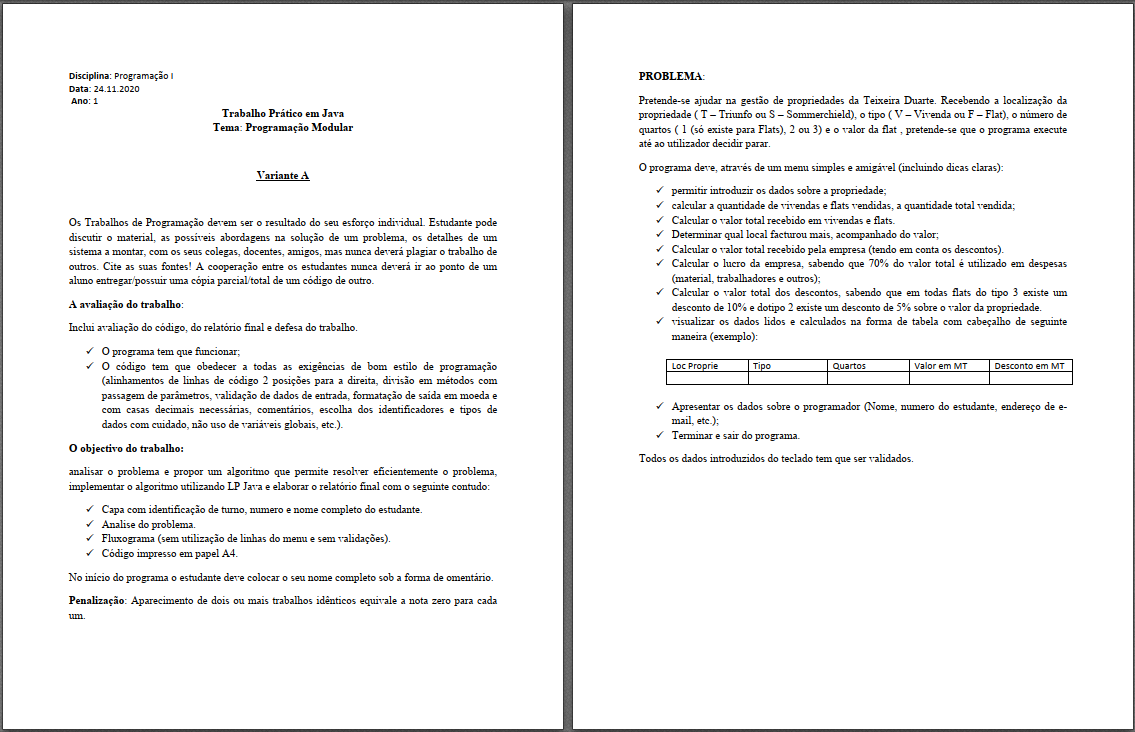 Disciplina: Programação I
Data: 24.11.2020
Ano: 1
Trabalho Prático em Java
Tema: Programação Modular
Variante A
Os Trabalhos de Programação devem ser o resultado do seu esforço individual. Estudante pode
discutir o material, as possíveis abordagens na solução de um problema, os detalhes de um
sistema a montar, com os seus colegas, docentes, amigos, mas nunca deverá plagiar o trabalho de
outros. Cite as suas fontes! A cooperação entre os estudantes nunca deverá ir ao ponto de um
aluno entregar/possuir uma cópia parcial/total de um código de outro.
A avaliação do trabalho:
Inclui avaliação do código, do relatório final e defesa do trabalho.
✓ O programa tem que funcionar;
✓ O código tem que obedecer a todas as exigências de bom estilo de programação
(alinhamentos de linhas de código 2 posições para a direita, divisão em métodos com
passagem de parâmetros, validação de dados de entrada, formatação de saída em moeda e
com casas decimais necessárias, comentários, escolha dos identificadores e tipos de
dados com cuidado, não uso de variáveis globais, etc.).
O objectivo do trabalho:
analisar o problema e propor um algoritmo que permite resolver eficientemente o problema,
implementar o algoritmo utilizando LP Java e elaborar o relatório final com o seguinte contudo:
✓ Capa com identificação de turno, numero e nome completo do estudante.
✓ Analise do problema.
✓ Fluxograma (sem utilização de linhas do menu e sem validações).
✓ Código impresso em papel A4.
No início do programa o estudante deve colocar o seu nome completo sob a forma de omentário.
Penalização: Aparecimento de dois ou mais trabalhos idênticos equivale a nota zero para cada
um.
PROBLEMA:
Pretende-se ajudar na gestão de propriedades da Teixeira Duarte. Recebendo a localização da
propriedade ( T – Triunfo ou S – Sommerchield), o tipo ( V – Vivenda ou F – Flat), o número de
quartos ( 1 (só existe para Flats), 2 ou 3) e o valor da flat , pretende-se que o programa execute
até ao utilizador decidir parar.
O programa deve, através de um menu simples e amigável (incluindo dicas claras):
✓ permitir introduzir os dados sobre a propriedade;
✓ calcular a quantidade de vivendas e flats vendidas, a quantidade total vendida;
✓ Calcular o valor total recebido em vivendas e flats.
✓ Determinar qual local facturou mais, acompanhado do valor;
✓ Calcular o valor total recebido pela empresa (tendo em conta os descontos).
✓ Calcular o lucro da empresa, sabendo que 70% do valor total é utilizado em despesas
(material, trabalhadores e outros);
✓ Calcular o valor total dos descontos, sabendo que em todas flats do tipo 3 existe um
desconto de 10% e dotipo 2 existe um desconto de 5% sobre o valor da propriedade.
✓ visualizar os dados lidos e calculados na forma de tabela com cabeçalho de seguinte
maneira (exemplo):
Loc Proprie Tipo Quartos Valor em MT Desconto em MT
✓ Apresentar os dados sobre o programador (Nome, numero do estudante, endereço de e-
mail, etc.);
✓ Terminar e sair do programa.
Todos os dados introduzidos do teclado tem que ser validados.